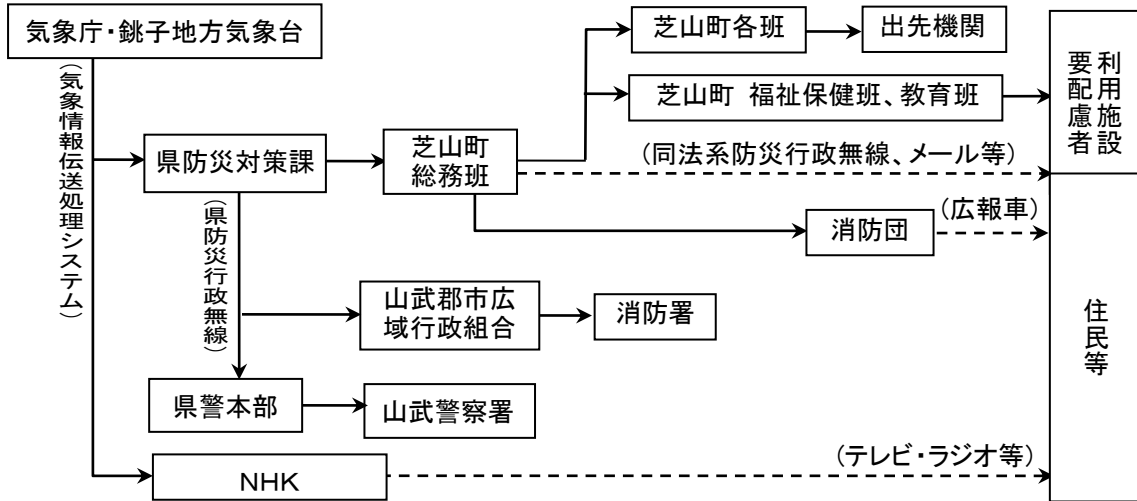 気象庁・銚子地方気象台
(気象情報伝送処理システム)
県防災対策課
(県防災行政無線)
芝山町
総務班
芝山町各班
出先機関
芝山町 福祉保健班、教育班
(同法系防災行政無線、メール等)
消防団
(広報車)
山武郡市広
域行政組合
消防署
県警本部
山武警察署
NHK
(テレビ・ラジオ等)
要配慮者
利用施設
住民等